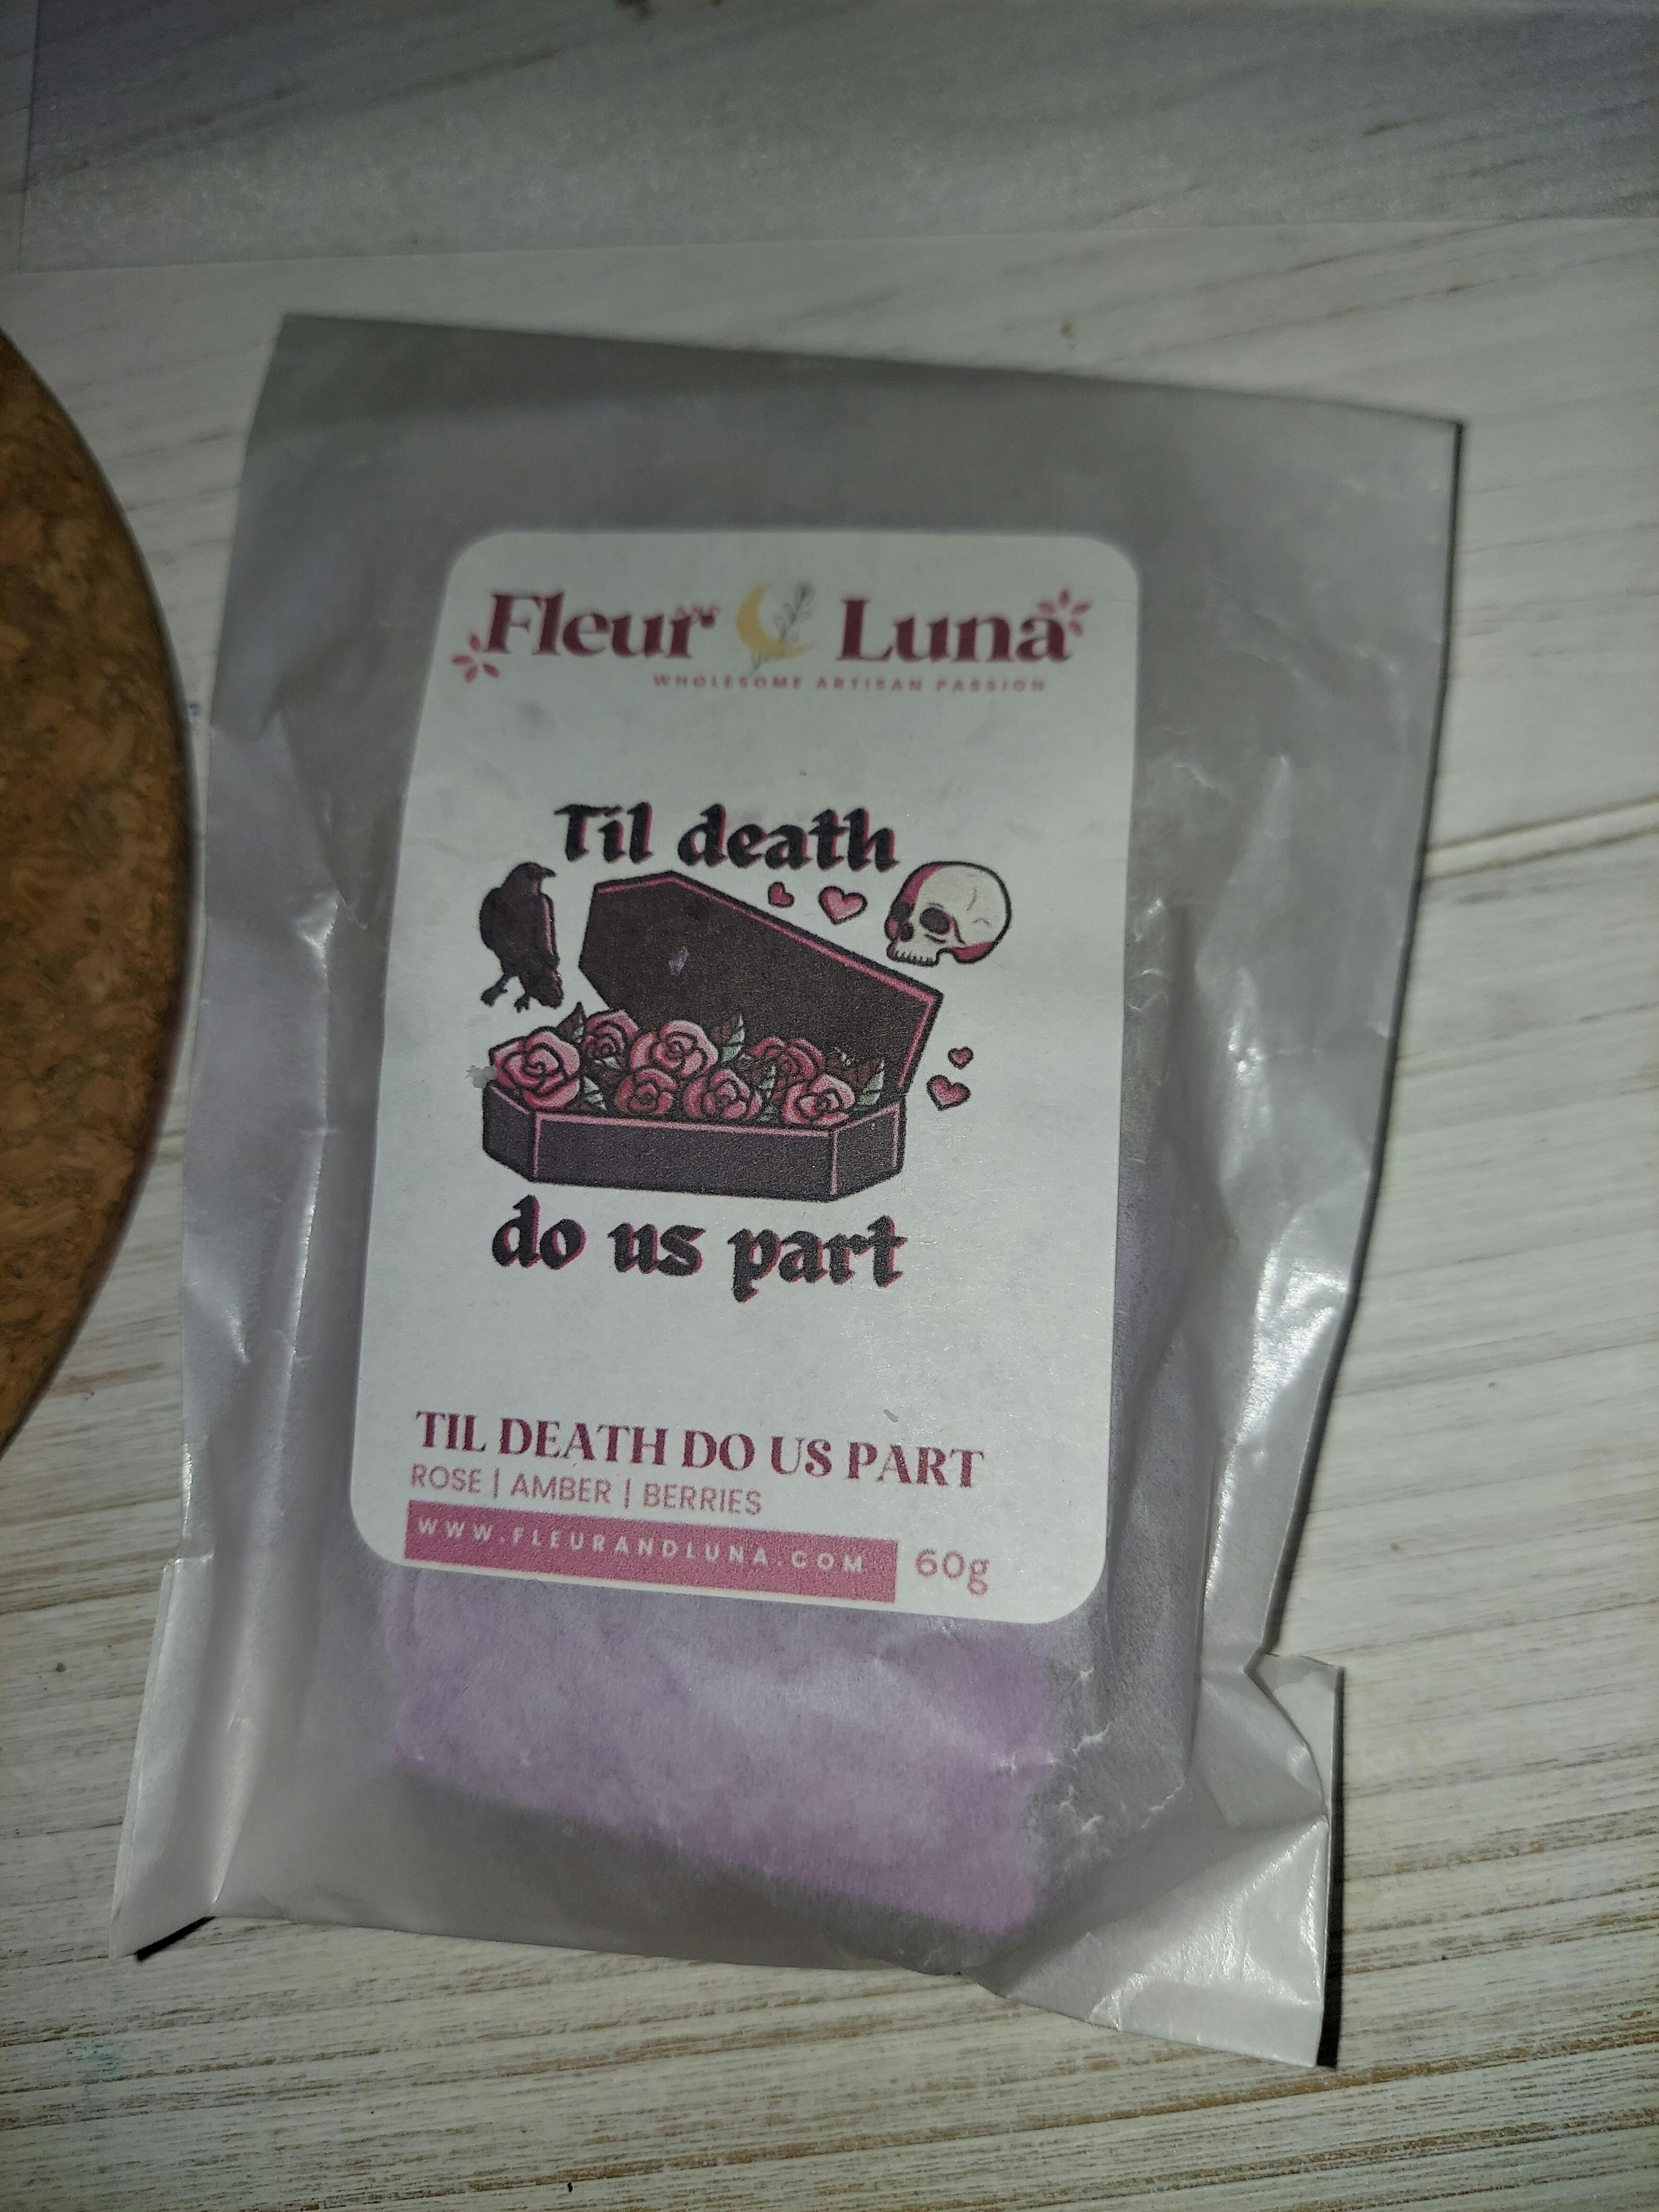 Fleur AND Luna
WHOLESOME ARTISAN PASSION
Til death
do us part
TIL DEATH DO US PART
ROSE | AMBER | BERRIES
WWW.FLEURANDLUNA.COM
60g